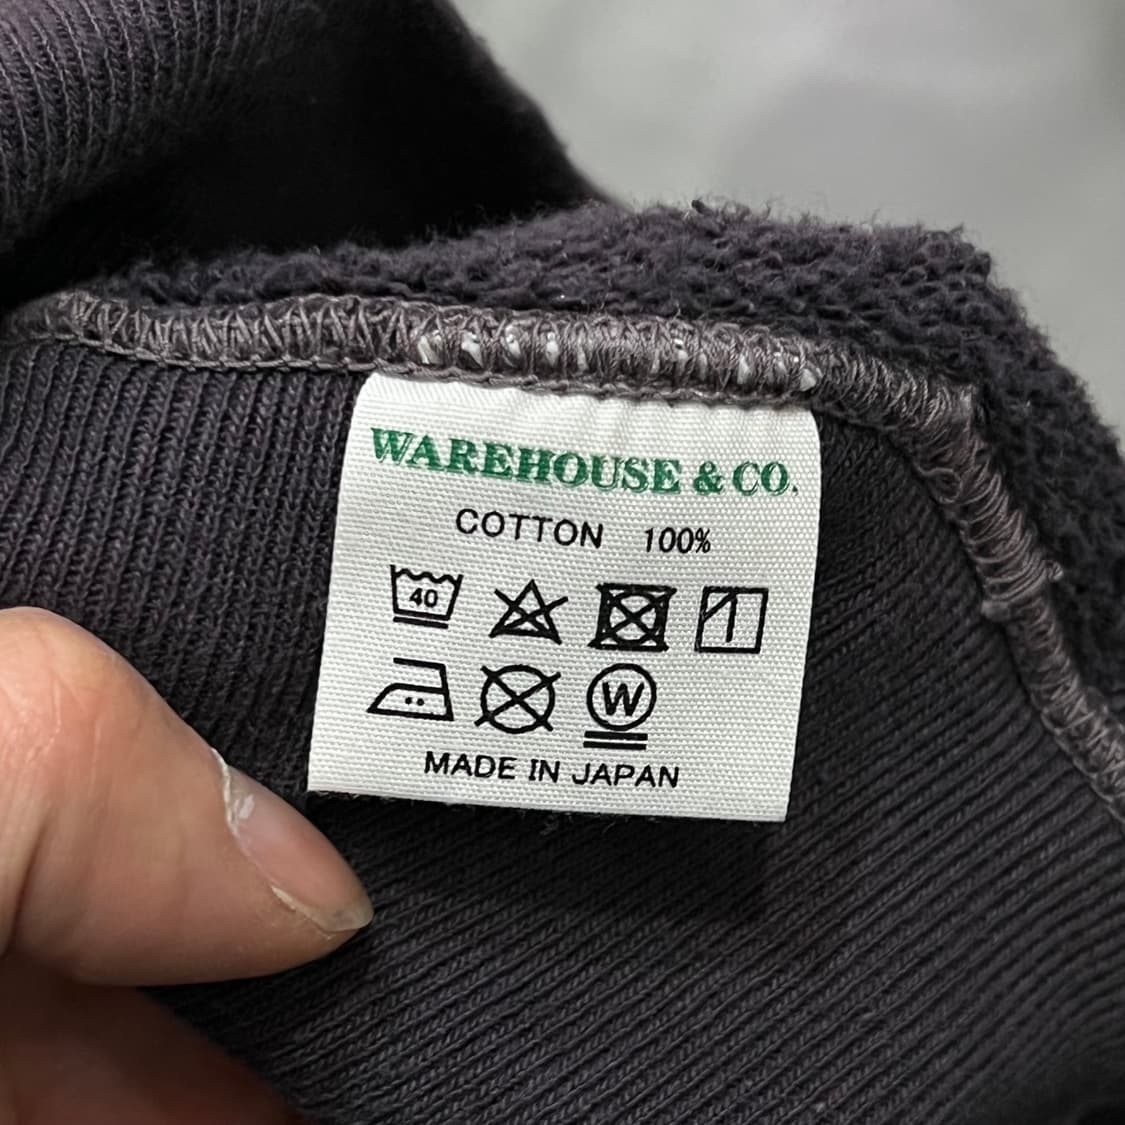 WAREHOUSE & CO.
COTTON 100%
40
W
MADE IN JAPAN